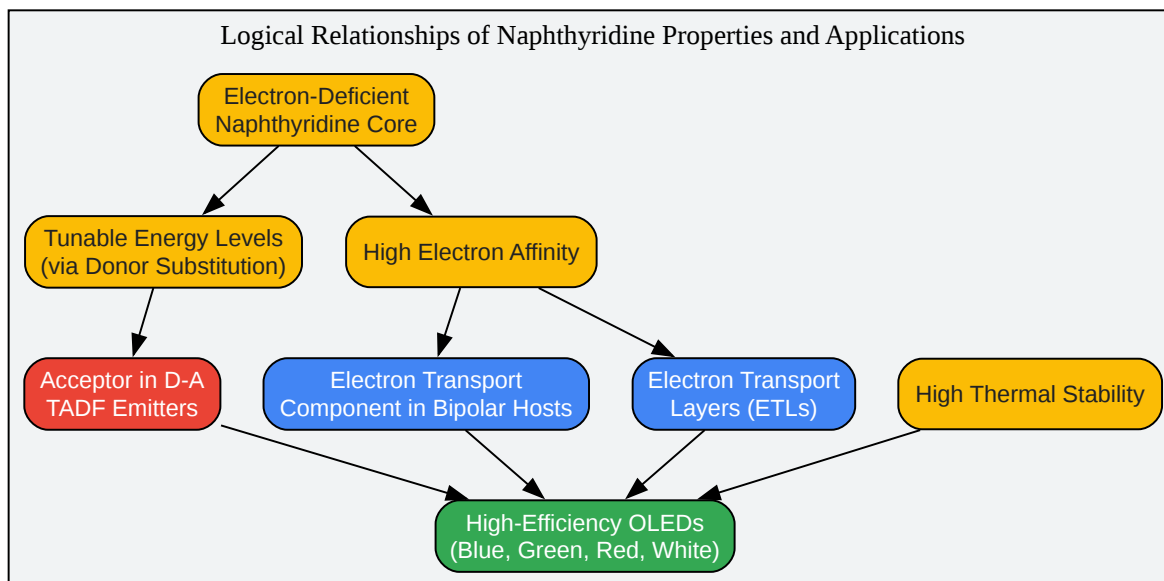 Logical Relationships of Naphthyridine Properties and Applications
Electron-Deficient
Naphthyridine Core
Tunable Energy Levels
(via Donor Substitution)
High Electron Affinity
Acceptor in D-A
TADF Emitters
Electron Transport
Component in Bipolar Hosts
Electron Transport
Layers (ETLs)
High Thermal Stability
High-Efficiency OLEDs
(Blue, Green, Red, White)